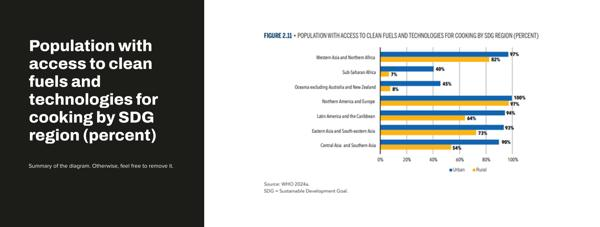 Population with
access to clean
fuels and
technologies for
cooking by SDG
region (percent)
Summary of the diagram. Otherwise, feel free to remove it.
FIGURE 2.11 • POPULATION WITH ACCESS TO CLEAN FUELS AND TECHNOLOGIES FOR COOKING BY SDG REGION (PERCENT)
Western Asia and Northern Africa 97% 82%
Sub-Saharan Africa 40% 7%
Oceania excluding Australia and New Zealand 45% 8%
Northern America and Europe 100% 97%
Latin America and the Caribbean 94% 64%
Eastern Asia and South-eastern Asia 93% 73%
Central Asia and Southern Asia 90% 54%
0% 20% 40% 60% 80% 100%
Urban Rural
Source: WHO 2024a.
SDG = Sustainable Development Goal.